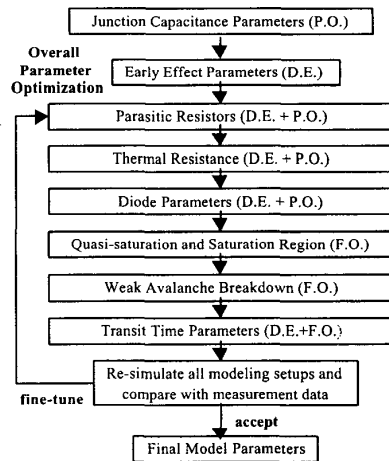 Junction Capacitance Parameters (P.O.)
Overall
Parameter
Optimization
Early Effect Parameters (D.E.)
Parasitic Resistors (D.E. + P.O.)
Thermal Resistance (D.E. + P.O.)
Diode Parameters (D.E. + P.O.)
Quasi-saturation and Saturation Region (F.O.)
Weak Avalanche Breakdown (F.O.)
Transit Time Parameters (D.E.+F.O.)
Re-simulate all modeling setups and
compare with measurement data
fine-tune
accept
Final Model Parameters